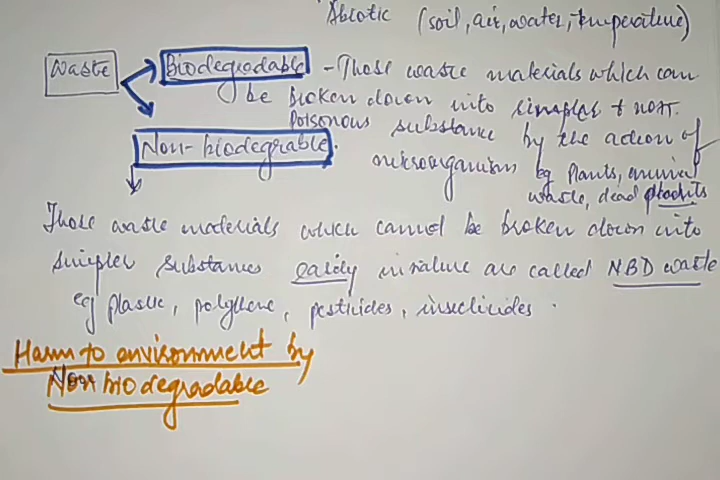 Abiotic (soil, air, water, temperature)
Waste
Biodegradable - Those waste materials which can
be broken down into simpler & non.
Poisonous substance by the action of
Non-biodegrable.
microorganism eg Plants, animal
waste, dead plants
Those waste materials which cannot be broken down into
simpler substances easily in nature are called NBD waste
eg plastic, polythene, pesticides, insecticides.
Harm to environment by
Non biodegradable